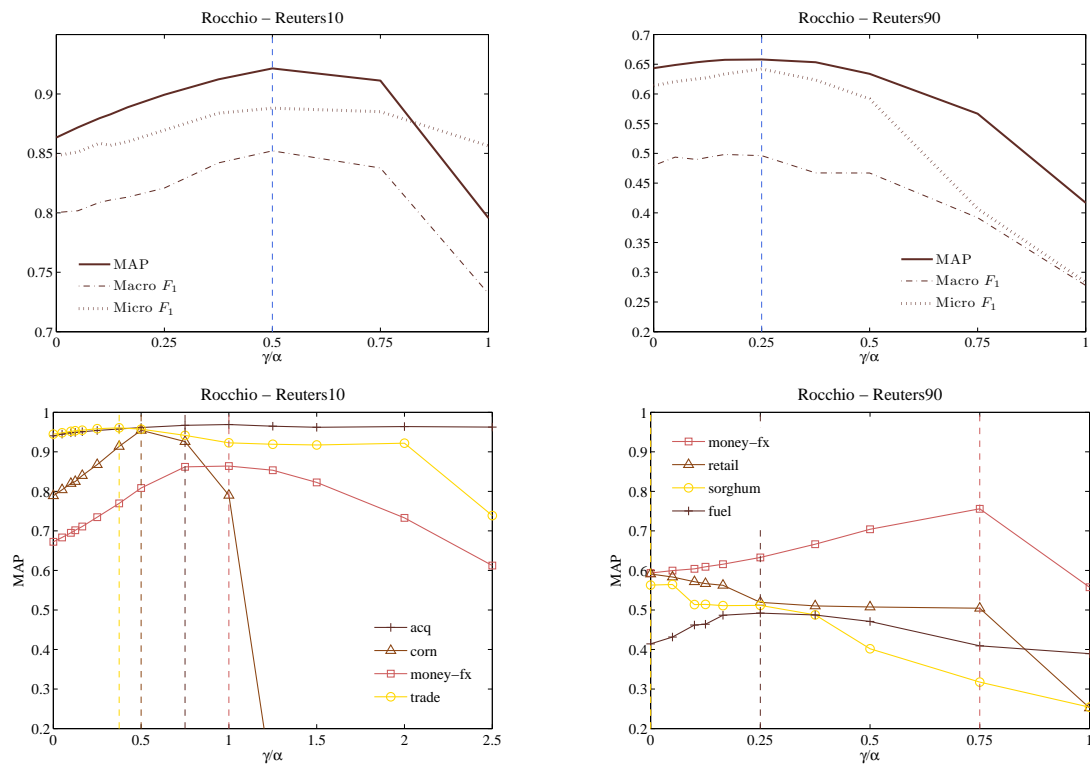 Rocchio – Reuters10
0.9
0.85
0.8
0.75
0.7
MAP
Macro F₁
Micro F₁
0 0.25 0.5 0.75 1
γ/α
Rocchio – Reuters90
0.7
0.65
0.6
0.55
0.5
0.45
0.4
0.35
0.3
0.25
0.2
MAP
Macro F₁
Micro F₁
0 0.25 0.5 0.75 1
γ/α
Rocchio – Reuters10
MAP
1
0.9
0.8
0.7
0.6
0.5
0.4
0.3
0.2
acq
corn
money−fx
trade
0 0.5 1 1.5 2 2.5
γ/α
Rocchio – Reuters90
MAP
1
0.9
0.8
0.7
0.6
0.5
0.4
0.3
0.2
money−fx
retail
sorghum
fuel
0 0.25 0.5 0.75 1
γ/α